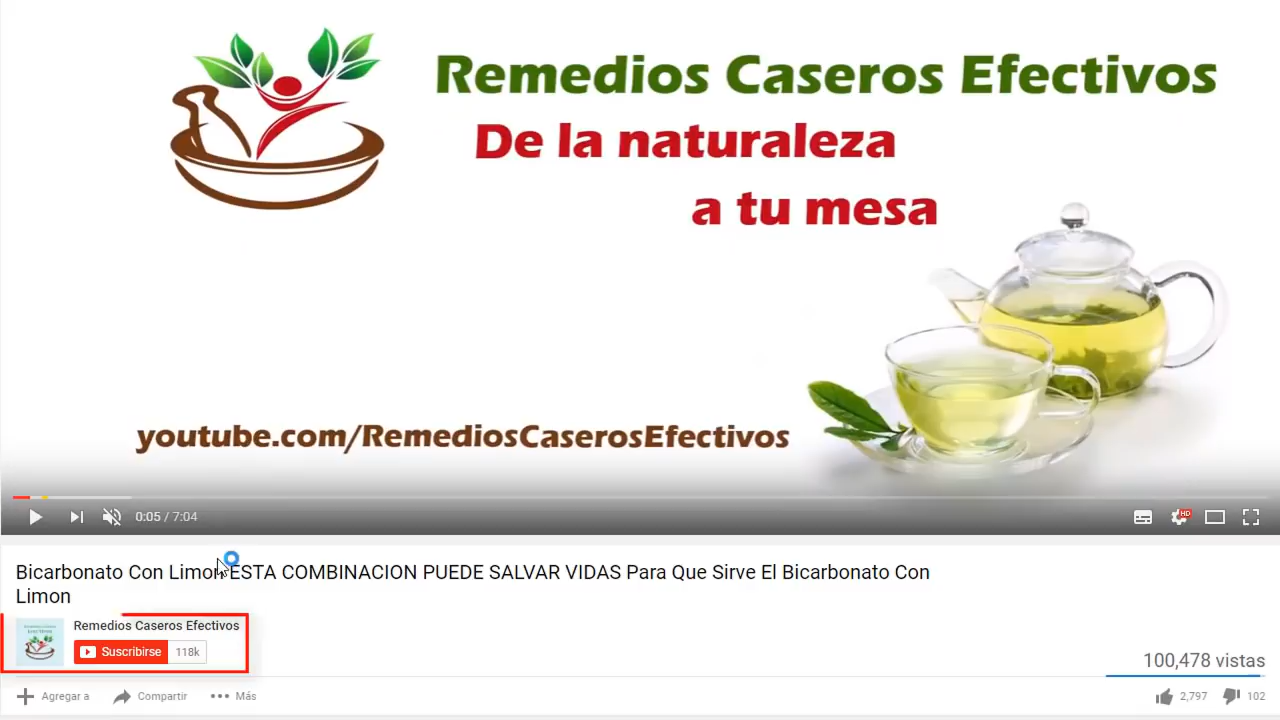 Remedios Caseros Efectivos
De la naturaleza
a tu mesa
youtube.com/RemediosCaserosEfectivos
0:05 / 7:04
HD
Bicarbonato Con Limon ESTA COMBINACION PUEDE SALVAR VIDAS Para Que Sirve El Bicarbonato Con
Limon
Remedios Caseros Efectivos
Suscribirse 118k
100,478 vistas
Agregar a Compartir Más 2,797 102